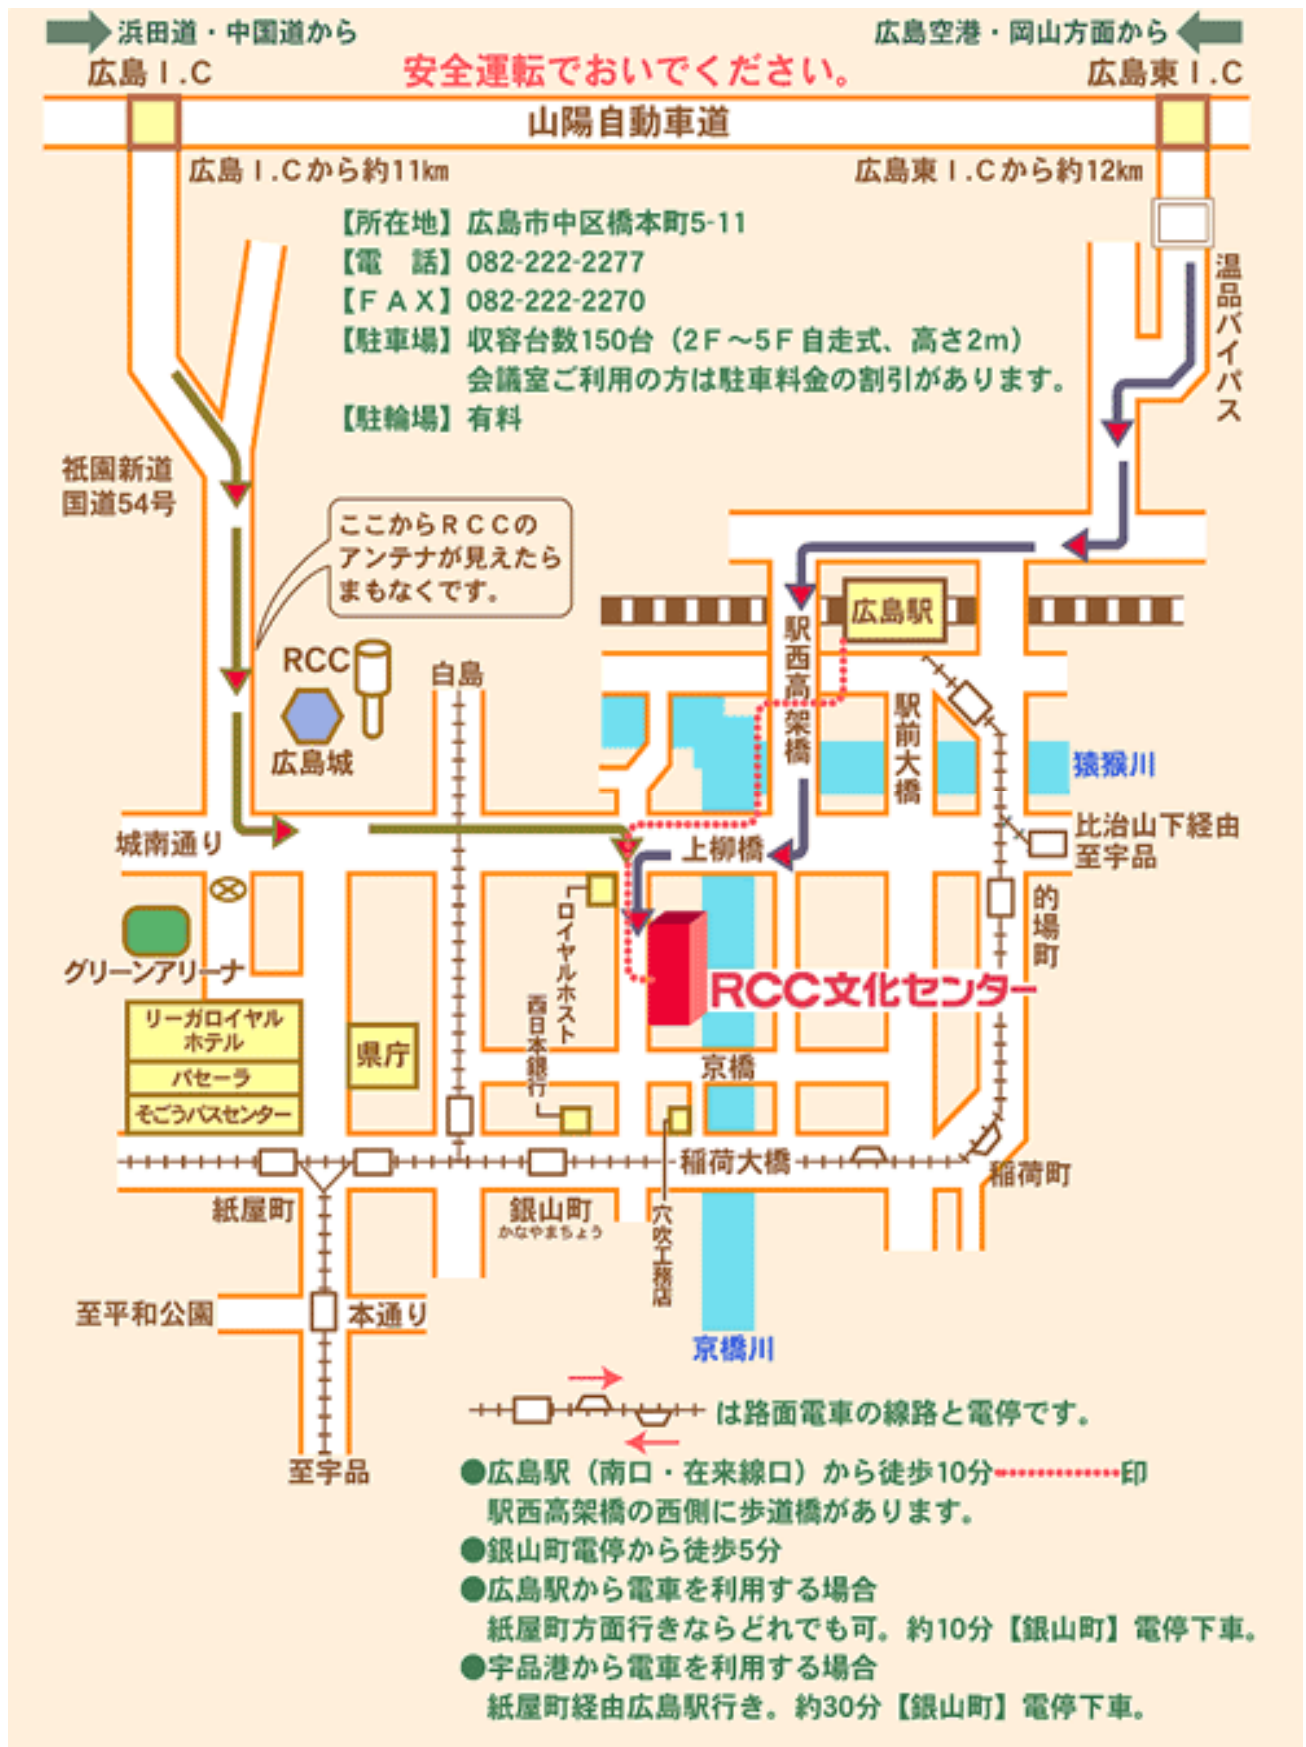 浜田道・中国道から
広島空港・岡山方面から
広島Ⅰ.C
安全運転でおいでください。
広島東Ⅰ.C
山陽自動車道
広島Ⅰ.Cから約11㎞
広島東Ⅰ.Cから約12㎞
【所在地】広島市中区橋本町5-11
【電　話】082-222-2277
【ＦＡＸ】082-222-2270
【駐車場】収容台数150台（2Ｆ～5Ｆ自走式、高さ2m）
会議室ご利用の方は駐車料金の割引があります。
【駐輪場】有料
温品バイパス
祇園新道
国道54号
ここからＲＣＣの
アンテナが見えたら
まもなくです。
広島駅
駅西高架橋
RCC
白島
広島城
駅前大橋
猿猴川
城南通り
上柳橋
比治山下経由
至宇品
的場町
ロイヤルホスト
グリーンアリーナ
RCC文化センター
西日本銀行
リーガロイヤル
ホテル
パセーラ
そごうバスセンター
県庁
京橋
稲荷大橋
稲荷町
紙屋町
銀山町
かなやまちょう
穴吹工務店
至平和公園
本通り
京橋川
至宇品
は路面電車の線路と電停です。
●広島駅（南口・在来線口）から徒歩10分 印
駅西高架橋の西側に歩道橋があります。
●銀山町電停から徒歩5分
●広島駅から電車を利用する場合
紙屋町方面行きならどれでも可。約10分【銀山町】電停下車。
●宇品港から電車を利用する場合
紙屋町経由広島駅行き。約30分【銀山町】電停下車。